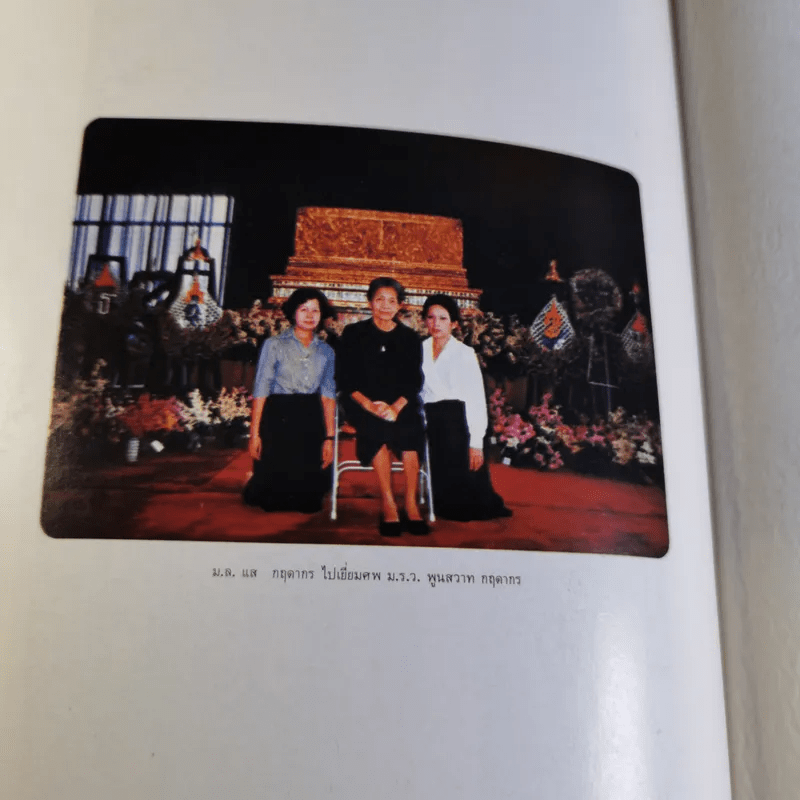 ม.ล. แส กฤดากร ไปเยี่ยมศพ ม.ร.ว. พูนสวาท กฤดากร